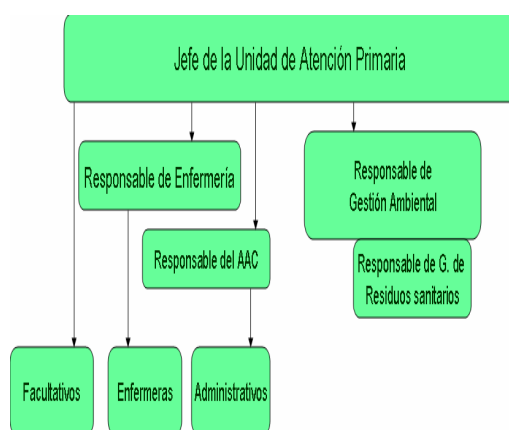 Jefe de la Unidad de Atención Primaria
Responsable de Enfermería
Responsable de
Gestión Ambiental
Responsable del AAC
Responsable de G. de
Residuos sanitarios
Facultativos
Enfermeras
Administrativos